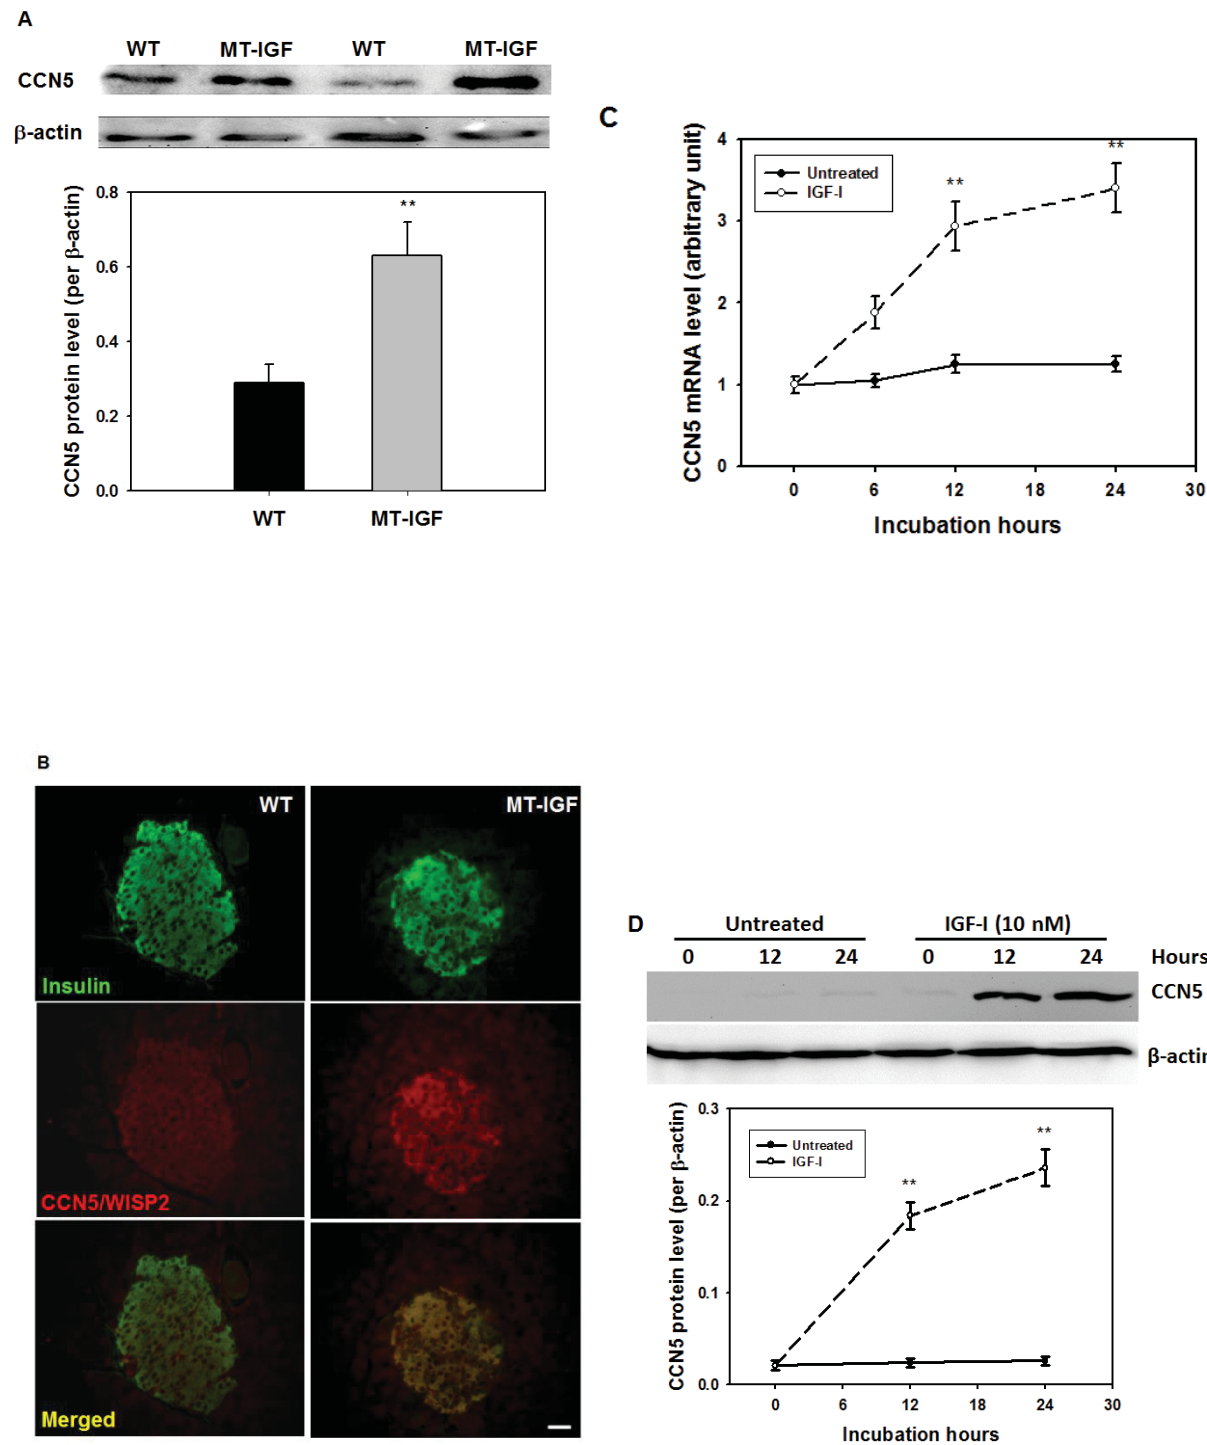 A
WT MT-IGF WT MT-IGF
CCN5
β-actin
CCN5 protein level (per β-actin)
0.8
**
0.6
0.4
0.2
0.0
WT MT-IGF
C
CCN5 mRNA level (arbitrary unit)
4
Untreated
IGF-I
**
**
3
2
1
0
0 6 12 18 24 30
Incubation hours
B
WT
MT-IGF
Insulin
CCN5/WISP2
Merged
D
Untreated IGF-I (10 nM)
0 12 24 0 12 24 Hours
CCN5
β-actin
CCN5 protein level (per β-actin)
0.3
Untreated
IGF-I
**
**
0.2
0.1
0.0
0 6 12 18 24 30
Incubation hours